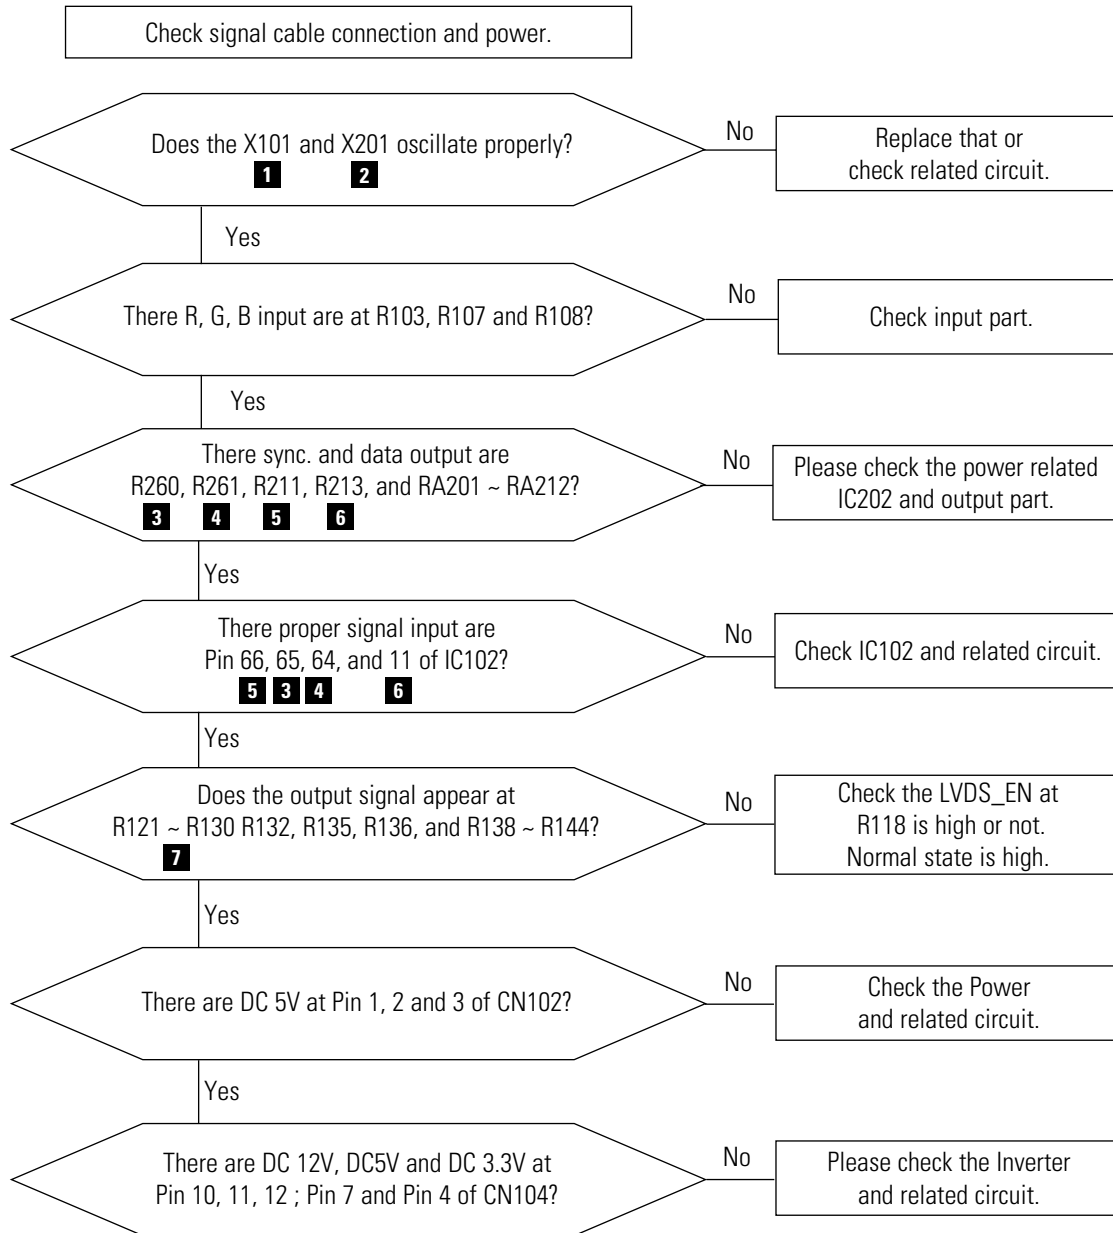 Check signal cable connection and power.
Does the X101 and X201 oscillate properly?
1 2
No
Replace that or
check related circuit.
Yes
There R, G, B input are at R103, R107 and R108?
No
Check input part.
Yes
There sync. and data output are
R260, R261, R211, R213, and RA201 ~ RA212?
3 4 5 6
No
Please check the power related
IC202 and output part.
Yes
There proper signal input are
Pin 66, 65, 64, and 11 of IC102?
5 3 4 6
No
Check IC102 and related circuit.
Yes
Does the output signal appear at
R121 ~ R130 R132, R135, R136, and R138 ~ R144?
7
No
Check the LVDS_EN at
R118 is high or not.
Normal state is high.
Yes
There are DC 5V at Pin 1, 2 and 3 of CN102?
No
Check the Power
and related circuit.
Yes
There are DC 12V, DC5V and DC 3.3V at
Pin 10, 11, 12 ; Pin 7 and Pin 4 of CN104?
No
Please check the Inverter
and related circuit.